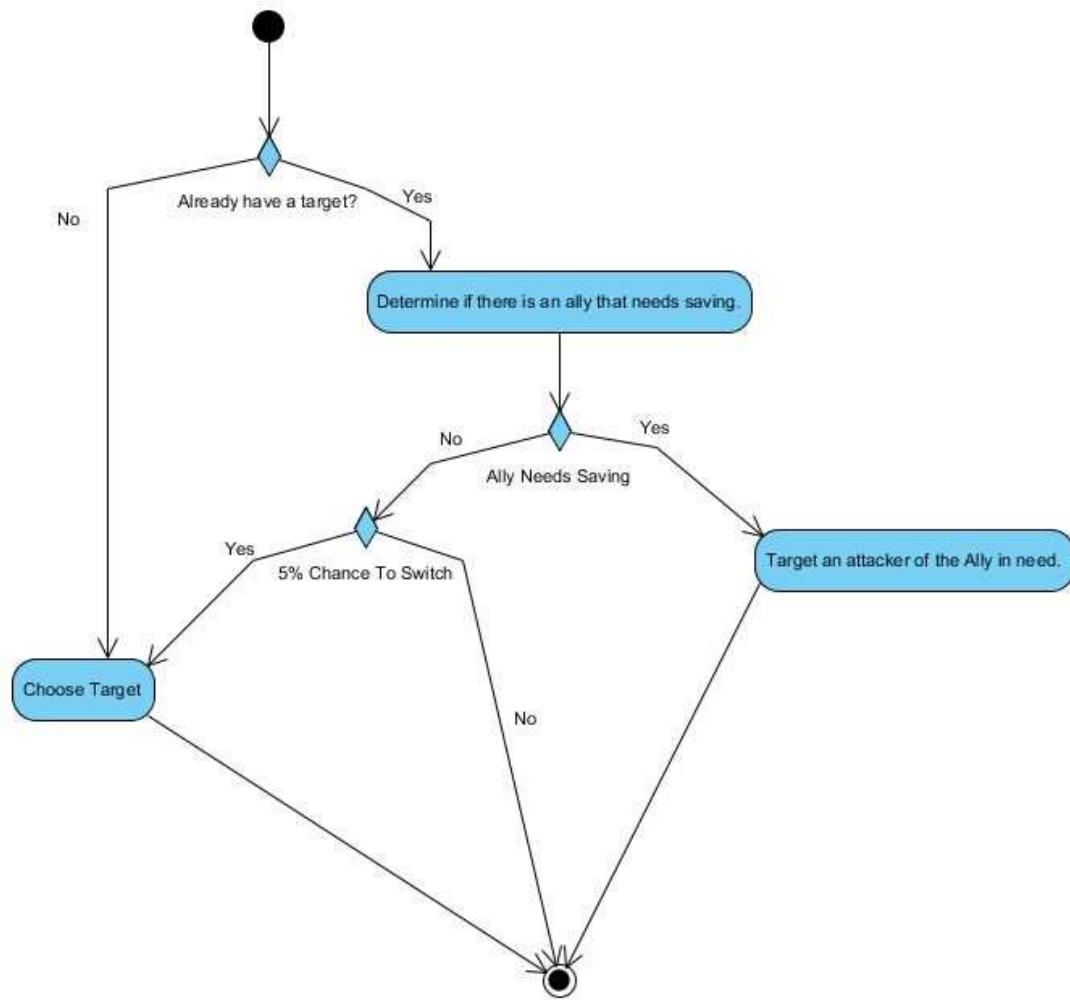 Already have a target?
Yes
No
Determine if there is an ally that needs saving.
No
Yes
Ally Needs Saving
Yes
5% Chance To Switch
Target an attacker of the Ally in need.
Choose Target
No